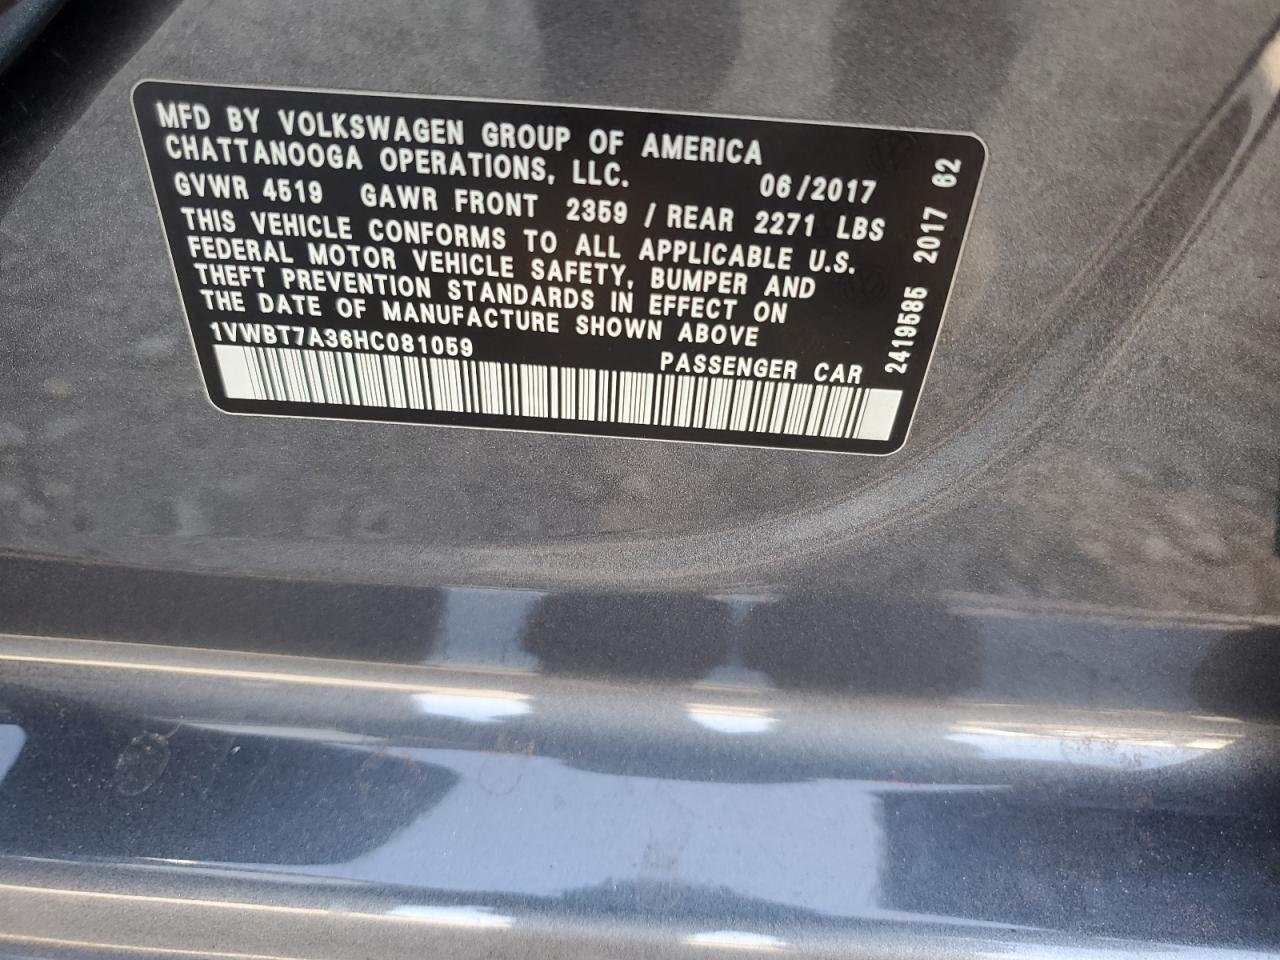 MFD BY VOLKSWAGEN GROUP OF AMERICA
CHATTANOOGA OPERATIONS, LLC.
06/2017
GVWR 4519 GAWR FRONT 2359 / REAR 2271 LBS
THIS VEHICLE CONFORMS TO ALL APPLICABLE U.S.
FEDERAL MOTOR VEHICLE SAFETY, BUMPER AND
THEFT PREVENTION STANDARDS IN EFFECT ON
THE DATE OF MANUFACTURE SHOWN ABOVE
1VWBT7A36HC081059
PASSENGER CAR
2419585 2017 62